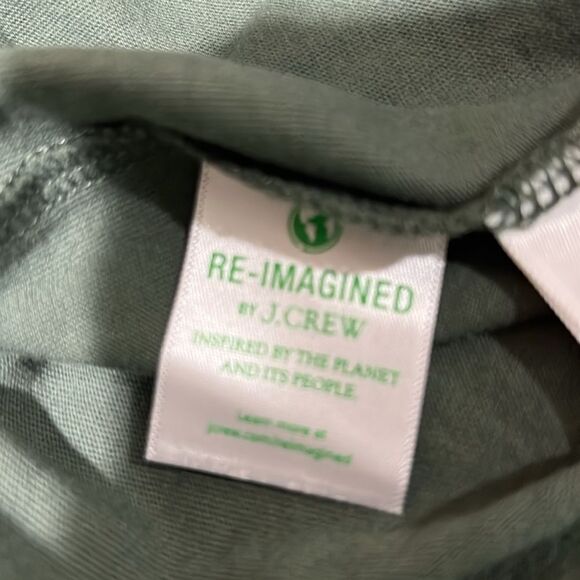 RE-IMAGINED
BY J.CREW
INSPIRED BY THE PLANET
AND ITS PEOPLE.
Learn more at
jcrew.com/reimagined